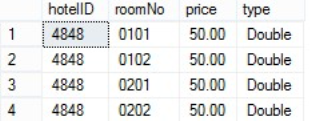 hotelID roomNo price type
1 4848 0101 50.00 Double
2 4848 0102 50.00 Double
3 4848 0201 50.00 Double
4 4848 0202 50.00 Double